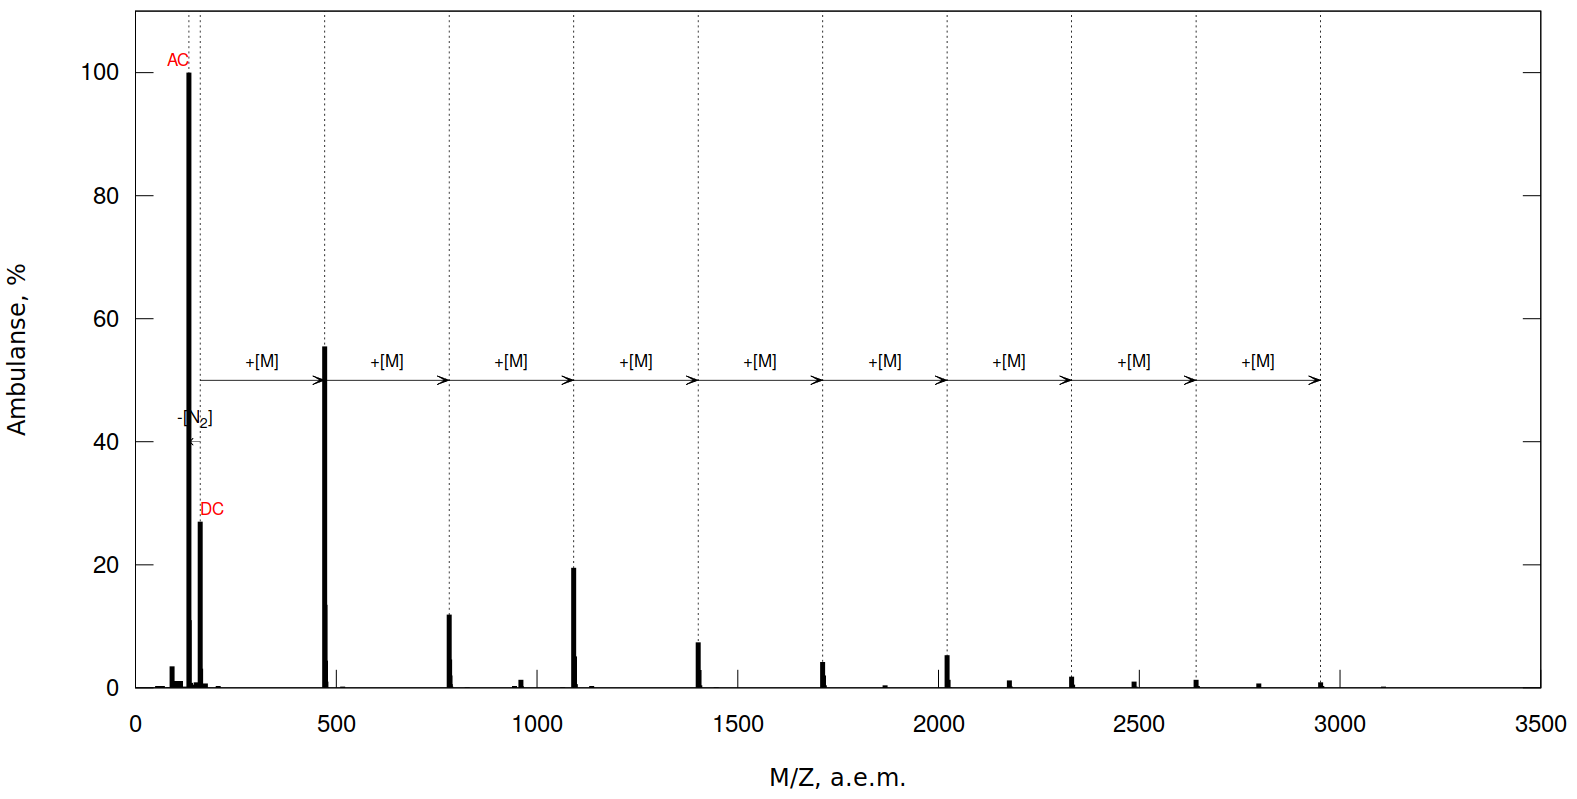 Ambulanse, %
100
80
60
40
20
0
AC
+[M] +[M] +[M] +[M] +[M] +[M] +[M] +[M] +[M]
-[N2]
DC
0 500 1000 1500 2000 2500 3000 3500
M/Z, a.e.m.